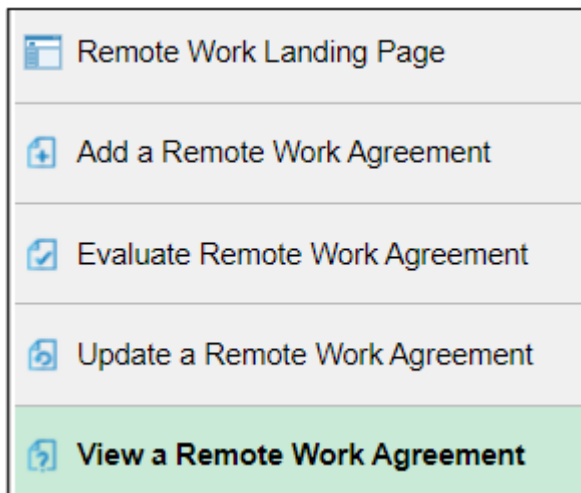 Remote Work Landing Page
Add a Remote Work Agreement
Evaluate Remote Work Agreement
Update a Remote Work Agreement
View a Remote Work Agreement